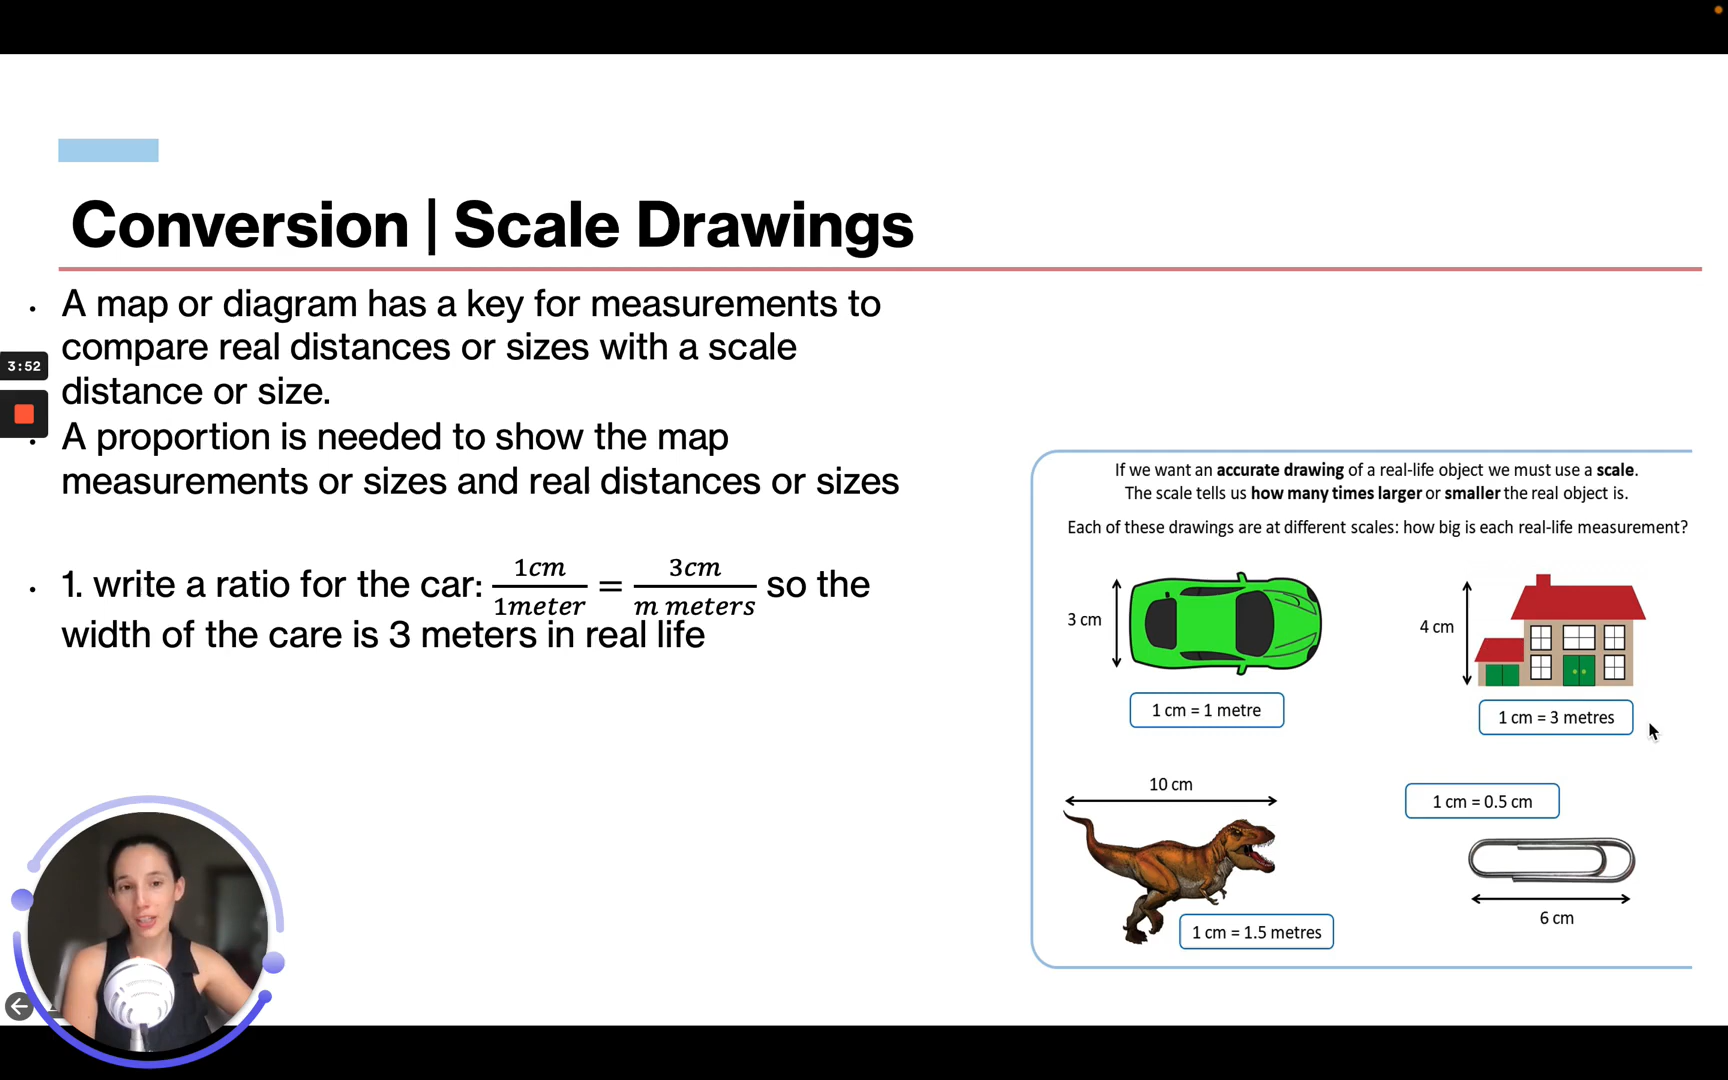 Conversion | Scale Drawings
• A map or diagram has a key for measurements to
compare real distances or sizes with a scale
distance or size.
• A proportion is needed to show the map
measurements or sizes and real distances or sizes
• 1. write a ratio for the car: 1cm/1meter = 3cm/m meters so the
width of the care is 3 meters in real life
3:52
If we want an accurate drawing of a real-life object we must use a scale.
The scale tells us how many times larger or smaller the real object is.
Each of these drawings are at different scales: how big is each real-life measurement?
3 cm
1 cm = 1 metre
4 cm
1 cm = 3 metres
10 cm
1 cm = 1.5 metres
1 cm = 0.5 cm
6 cm